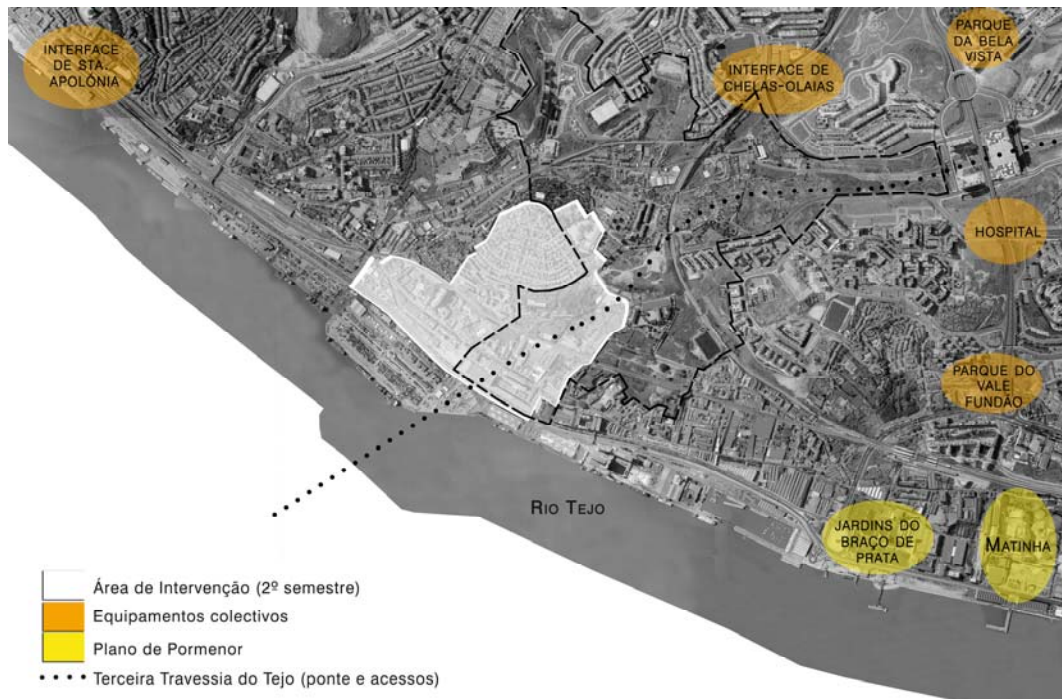 INTERFACE
DE STA.
APOLÓNIA
PARQUE
DA BELA
VISTA
INTERFACE DE
CHELAS-OLAIAS
HOSPITAL
PARQUE DO
VALE
FUNDÃO
RIO TEJO
JARDINS DO
BRAÇO DE
PRATA
MATINHA
Área de Intervenção (2º semestre)
Equipamentos colectivos
Plano de Pormenor
Terceira Travessia do Tejo (ponte e acessos)